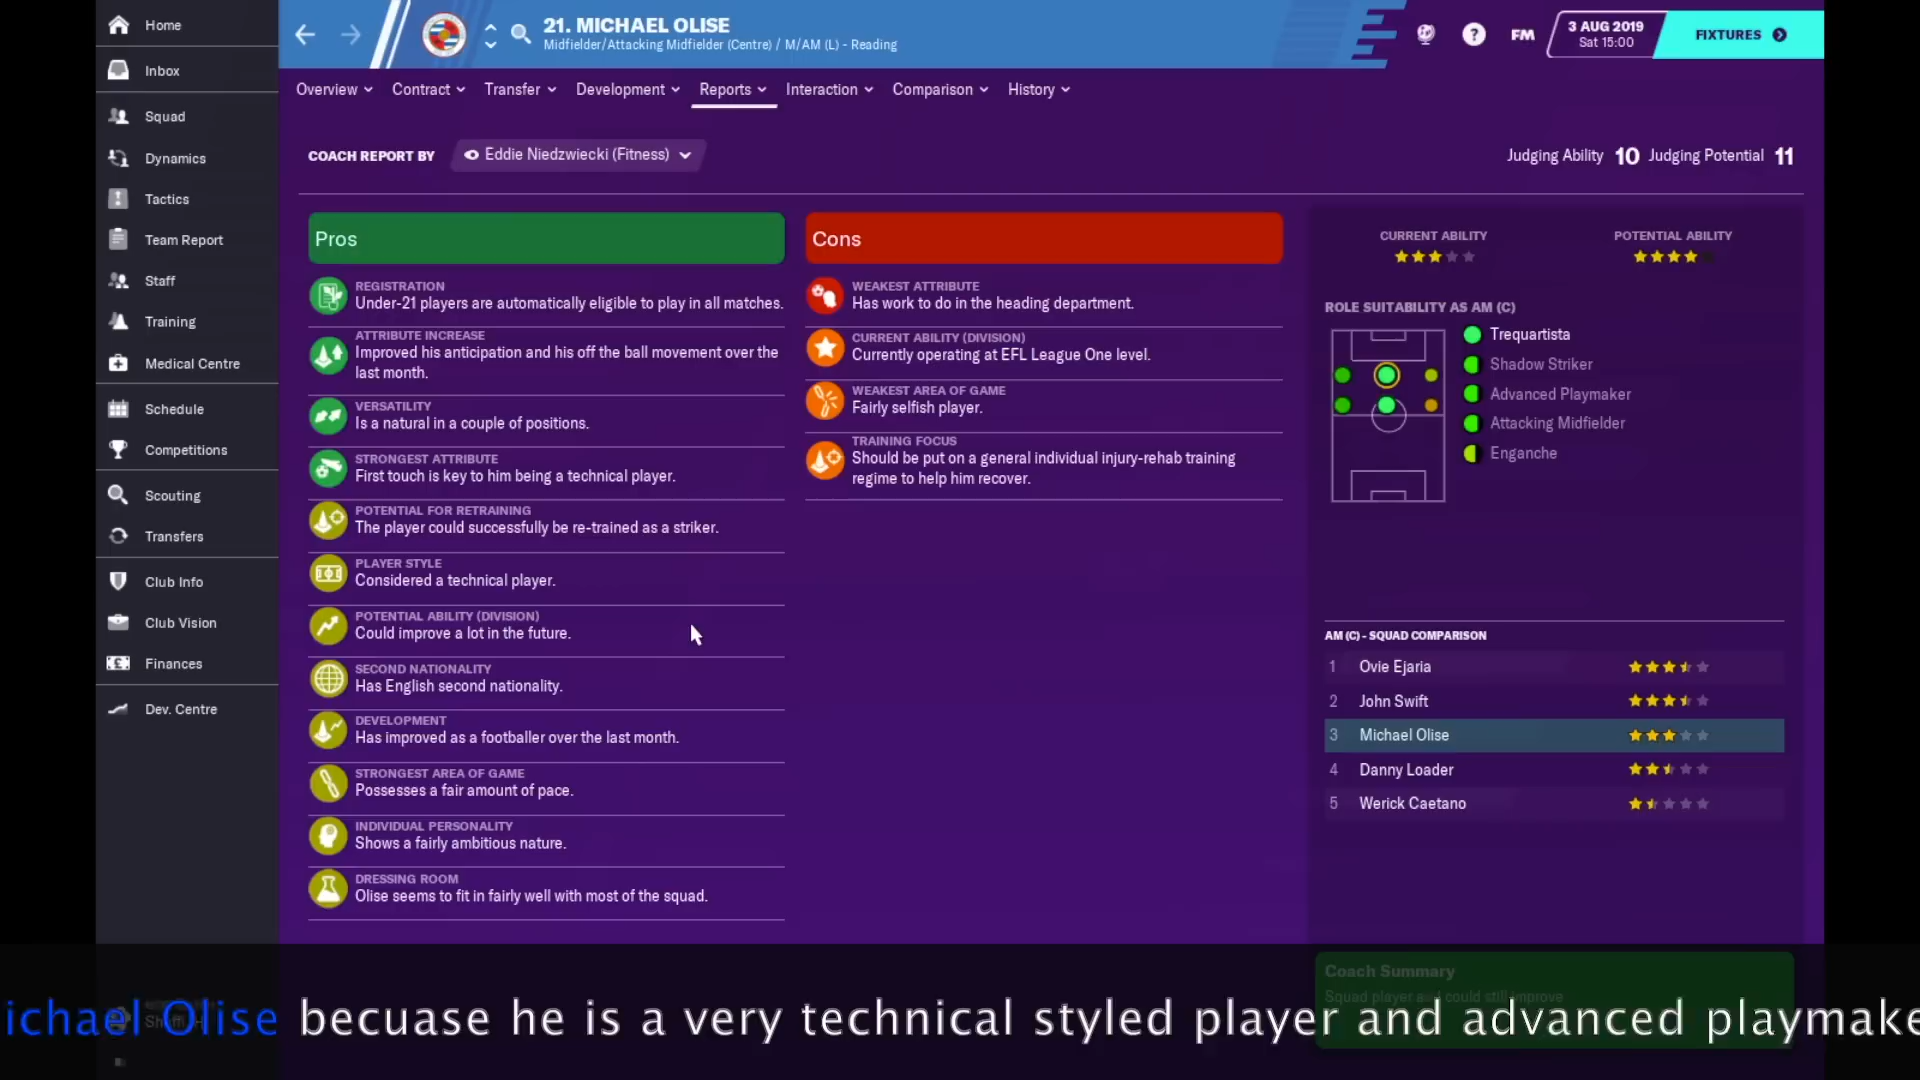 Home
Inbox
Squad
Dynamics
Tactics
Team Report
Staff
Training
Medical Centre
Schedule
Competitions
Scouting
Transfers
Club Info
Club Vision
Finances
Dev. Centre
21. MICHAEL OLISE
Midfielder/Attacking Midfielder (Centre) / M/AM (L) - Reading
? FM
3 AUG 2019
Sat 15:00
FIXTURES
Overview Contract Transfer Development Reports Interaction Comparison History
COACH REPORT BY Eddie Niedzwiecki (Fitness)
Judging Ability 10 Judging Potential 11
Pros
REGISTRATION
Under-21 players are automatically eligible to play in all matches.
ATTRIBUTE INCREASE
Improved his anticipation and his off the ball movement over the
last month.
VERSATILITY
Is a natural in a couple of positions.
STRONGEST ATTRIBUTE
First touch is key to him being a technical player.
POTENTIAL FOR RETRAINING
The player could successfully be re-trained as a striker.
PLAYER STYLE
Considered a technical player.
POTENTIAL ABILITY (DIVISION)
Could improve a lot in the future.
SECOND NATIONALITY
Has English second nationality.
DEVELOPMENT
Has improved as a footballer over the last month.
STRONGEST AREA OF GAME
Possesses a fair amount of pace.
INDIVIDUAL PERSONALITY
Shows a fairly ambitious nature.
DRESSING ROOM
Olise seems to fit in fairly well with most of the squad.
Cons
WEAKEST ATTRIBUTE
Has work to do in the heading department.
CURRENT ABILITY (DIVISION)
Currently operating at EFL League One level.
WEAKEST AREA OF GAME
Fairly selfish player.
TRAINING FOCUS
Should be put on a general individual injury-rehab training
regime to help him recover.
CURRENT ABILITY
POTENTIAL ABILITY
ROLE SUITABILITY AS AM (C)
Trequartista
Shadow Striker
Advanced Playmaker
Attacking Midfielder
Enganche
AM (C) - SQUAD COMPARISON
1 Ovie Ejaria
2 John Swift
3 Michael Olise
4 Danny Loader
5 Werick Caetano
Coach Summary
Squad player and could still improve
ichael Olise becuase he is a very technical styled player and advanced playmake